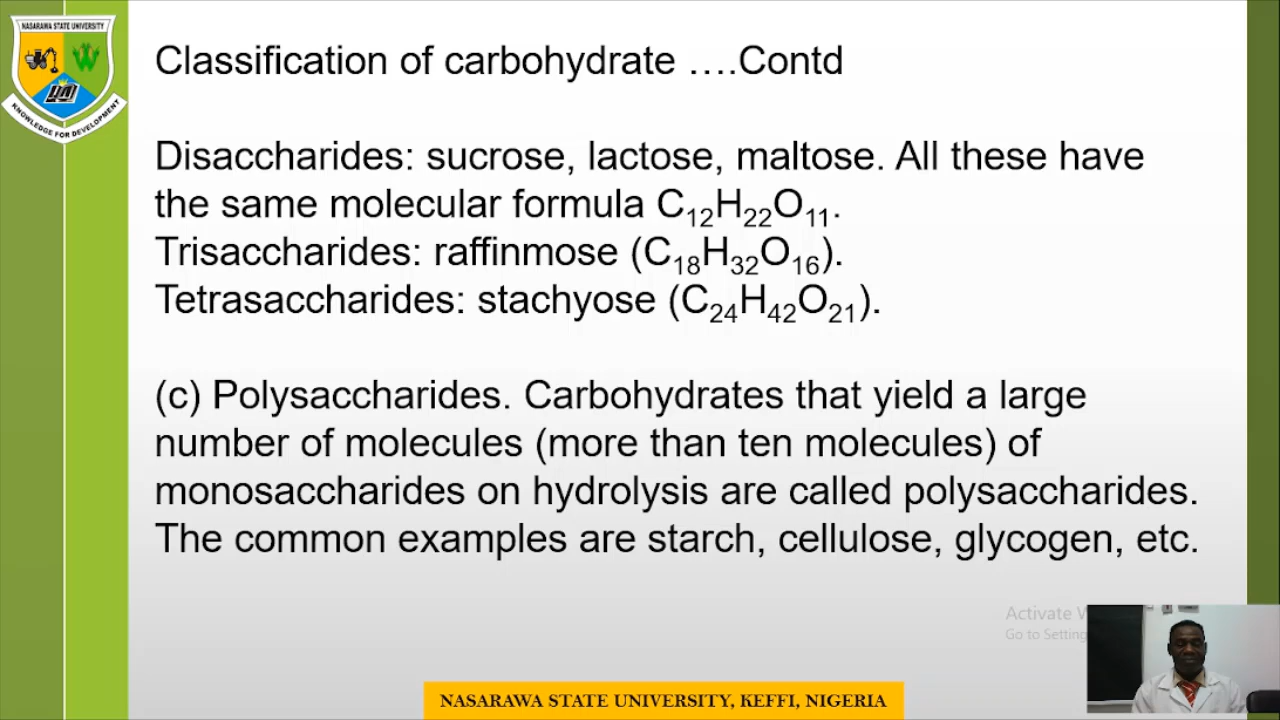 NASARAWA STATE UNIVERSITY
KNOWLEDGE FOR DEVELOPMENT
Classification of carbohydrate ….Contd
Disaccharides: sucrose, lactose, maltose. All these have
the same molecular formula C₁₂H₂₂O₁₁.
Trisaccharides: raffinmose (C₁₈H₃₂O₁₆).
Tetrasaccharides: stachyose (C₂₄H₄₂O₂₁).
(c) Polysaccharides. Carbohydrates that yield a large
number of molecules (more than ten molecules) of
monosaccharides on hydrolysis are called polysaccharides.
The common examples are starch, cellulose, glycogen, etc.
Activate
Go to Setting
NASARAWA STATE UNIVERSITY, KEFFI, NIGERIA